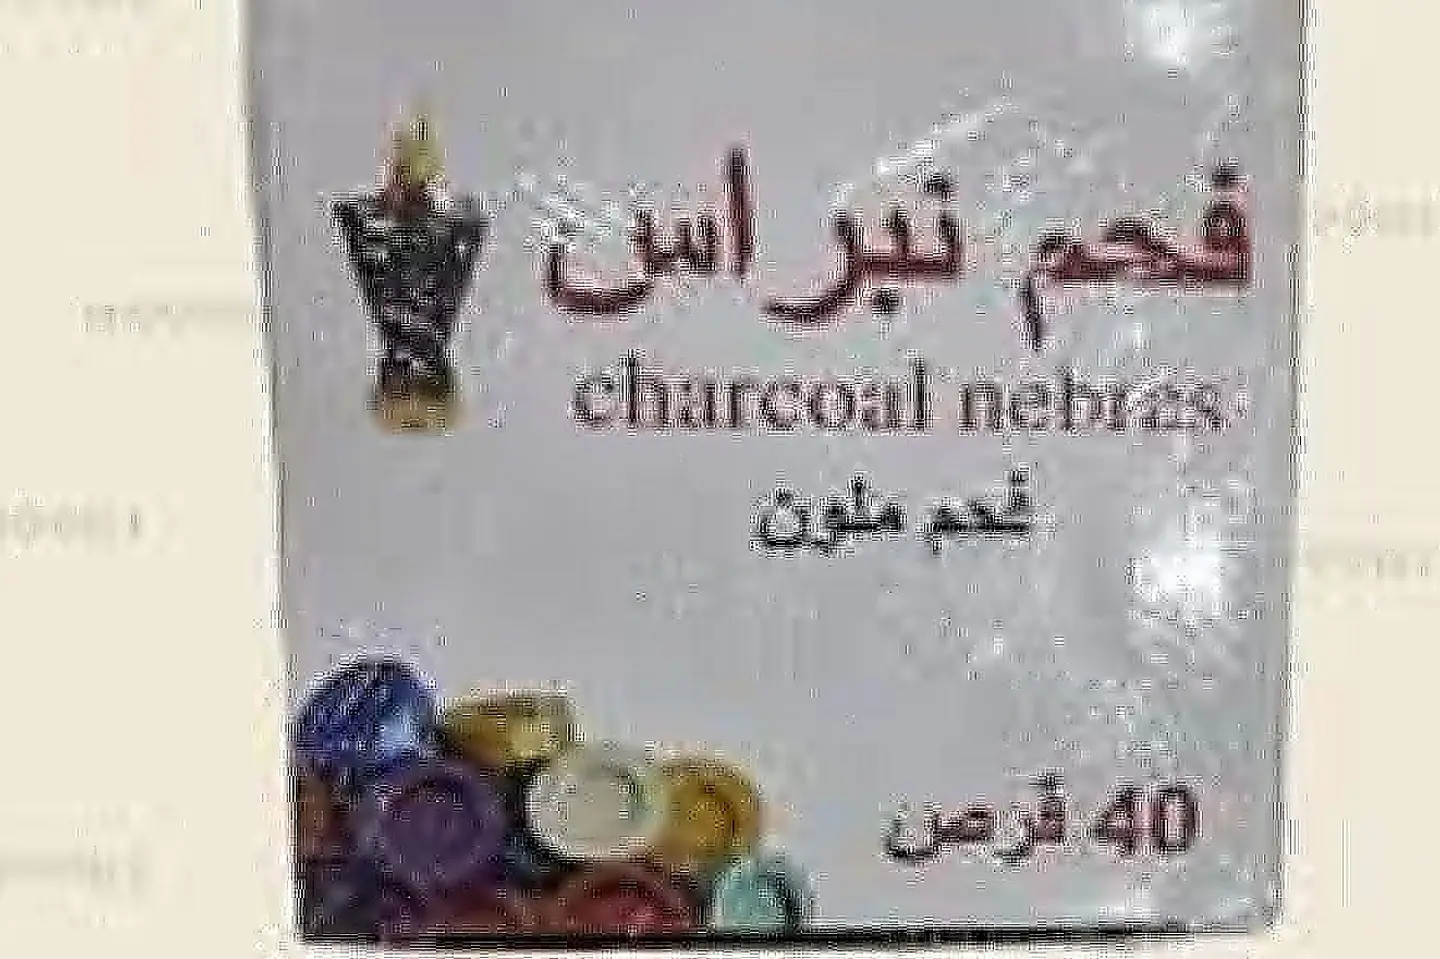 فحم نبراس
charcoal nebras
فحم ملون
40 قرص